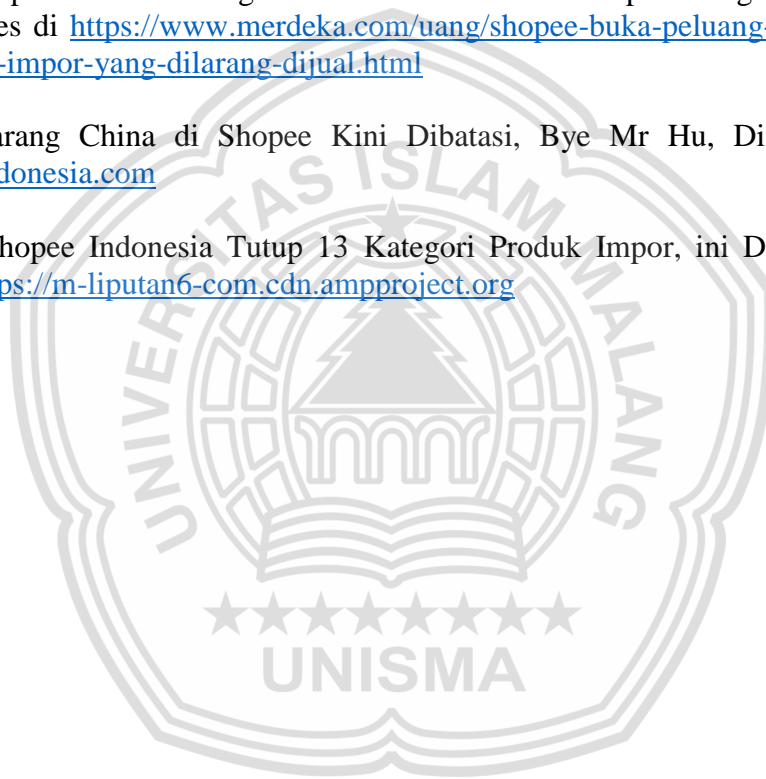 es di https://www.merdeka.com/uang/shopee-buka-peluang-
-impor-yang-dilarang-dijual.html
arang China di Shopee Kini Dibatasi, Bye Mr Hu, Di
donesia.com
hopee Indonesia Tutup 13 Kategori Produk Impor, ini D
ps://m-liputan6-com.cdn.ampproject.org
UNIVERSITAS ISLAM MALANG
UNISMA